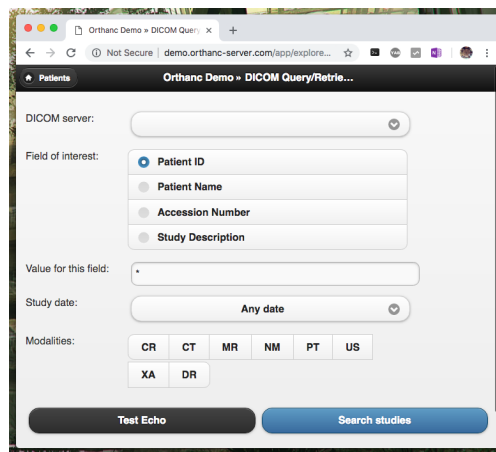 Orthanc Demo » DICOM Query
Not Secure
demo.orthanc-server.com/app/explore...
Patients
Orthanc Demo » DICOM Query/Retrie...
DICOM server:
Field of interest:
Patient ID
Patient Name
Accession Number
Study Description
Value for this field:
*
Study date:
Any date
Modalities:
CR CT MR NM PT US
XA DR
Test Echo
Search studies